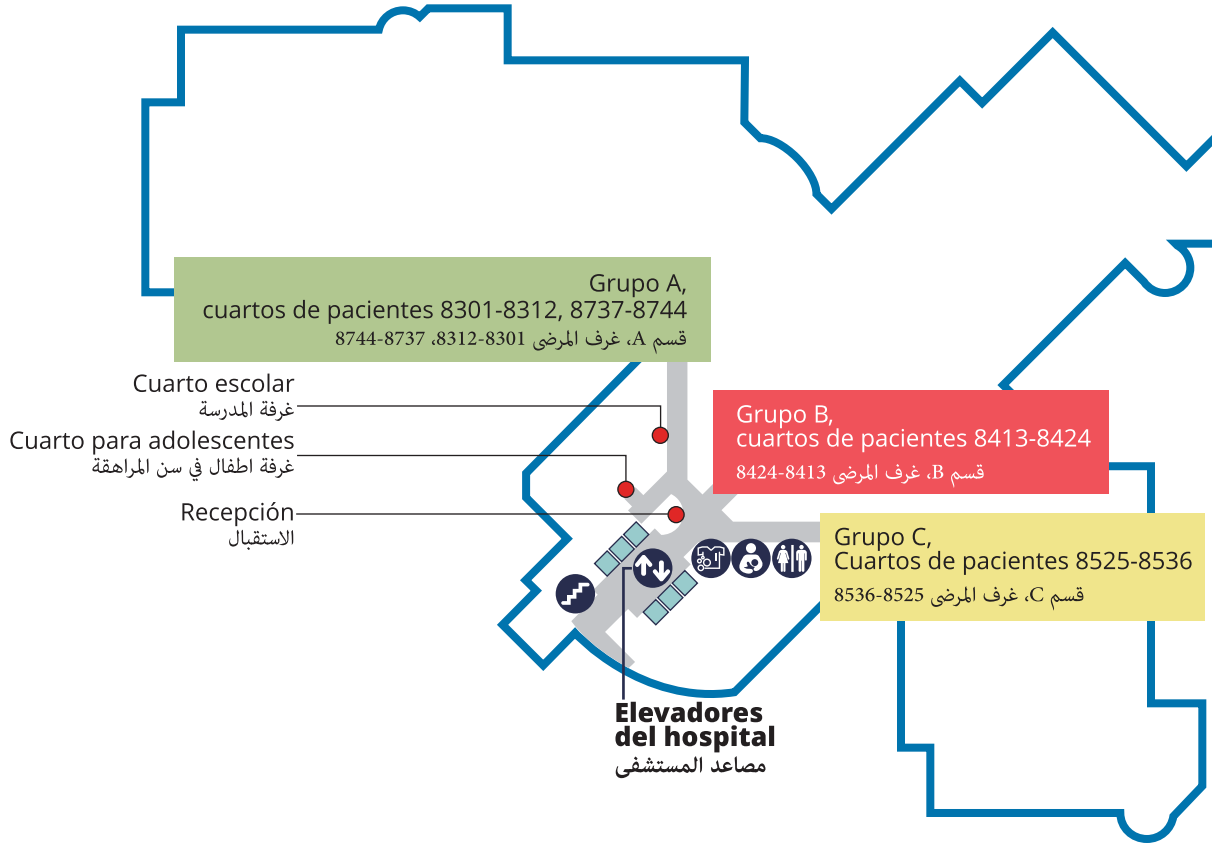 Grupo A,
cuartos de pacientes 8301-8312, 8737-8744
قسم A، غرف المرضى 8301-8312، 8737-8744
Cuarto escolar
غرفة المدرسة
Cuarto para adolescentes
غرفة اطفال في سن المراهقة
Recepción
الاستقبال
Grupo B,
cuartos de pacientes 8413-8424
قسم B، غرف المرضى 8413-8424
Grupo C,
Cuartos de pacientes 8525-8536
قسم C، غرف المرضى 8525-8536
Elevadores
del hospital
مصاعد المستشفى